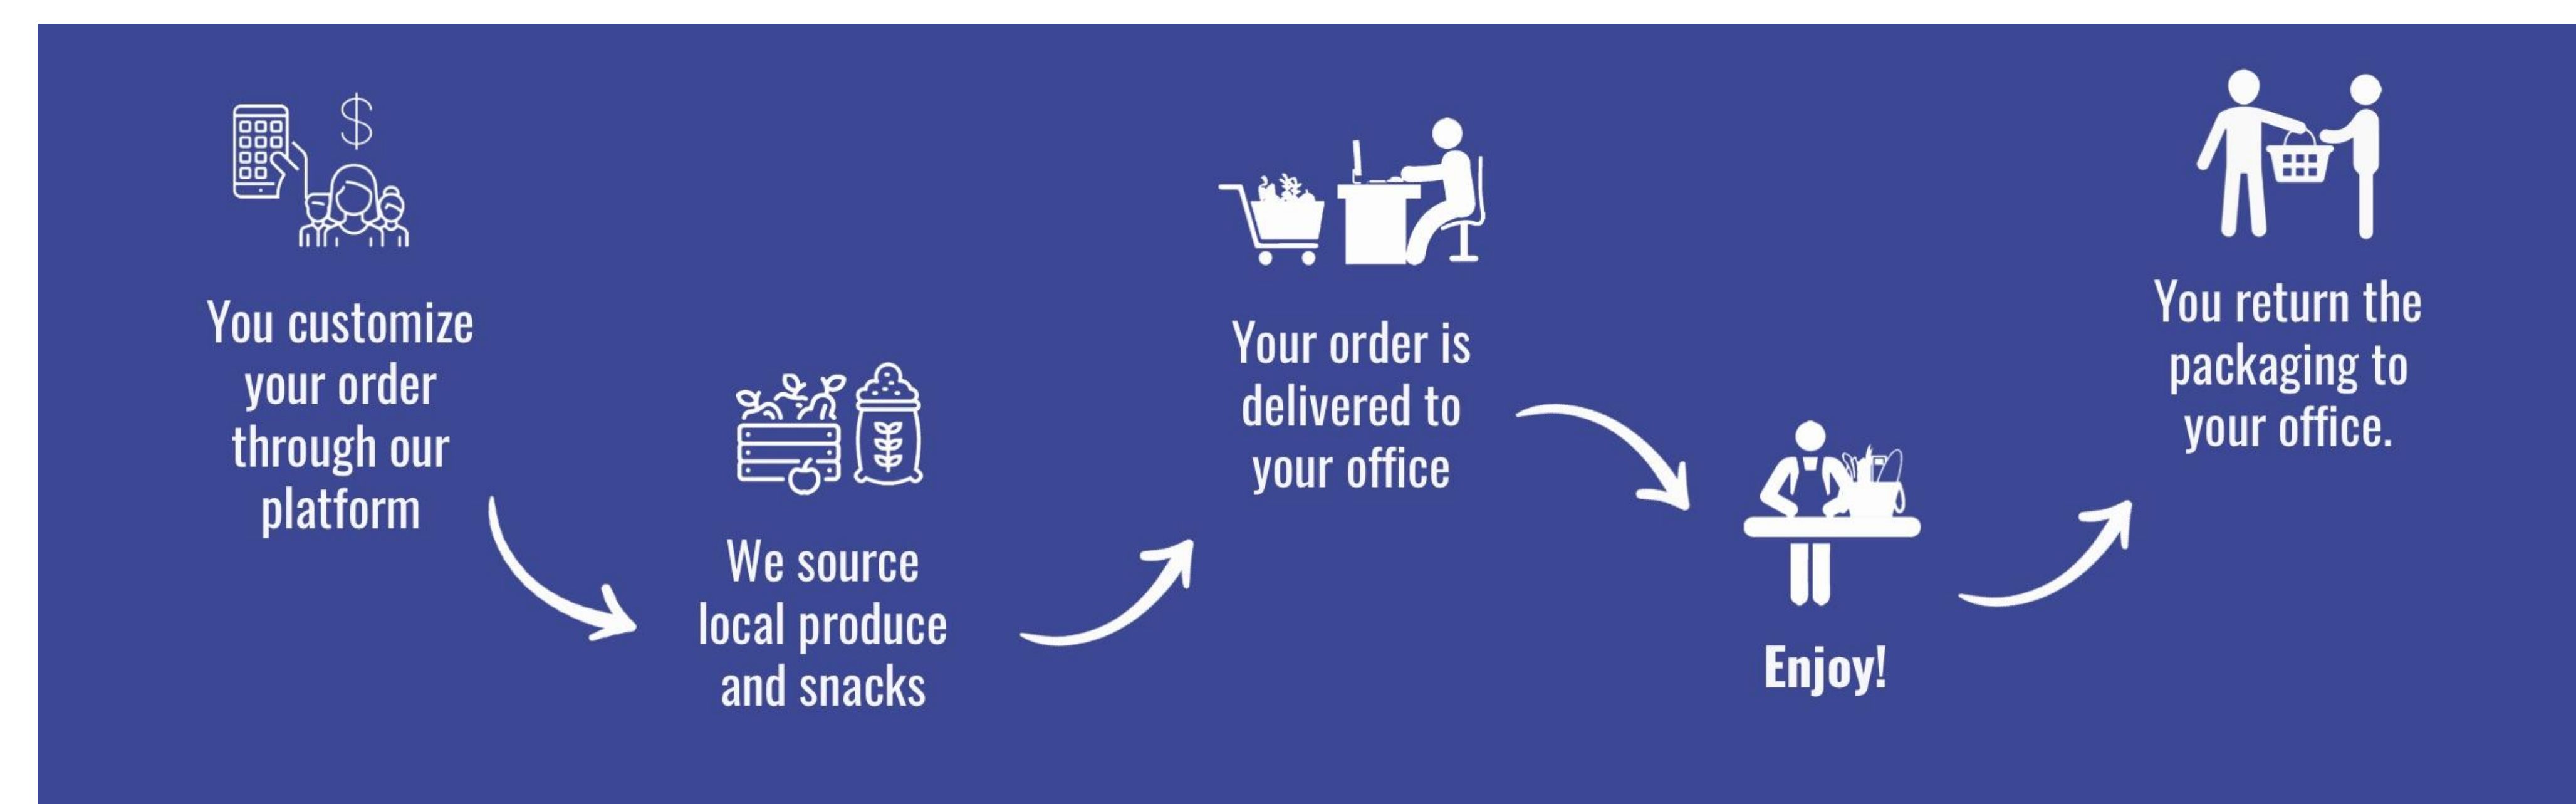 $
You customize
your order
through our
platform
We source
local produce
and snacks
Your order is
delivered to
your office
Enjoy!
You return the
packaging to
your office.